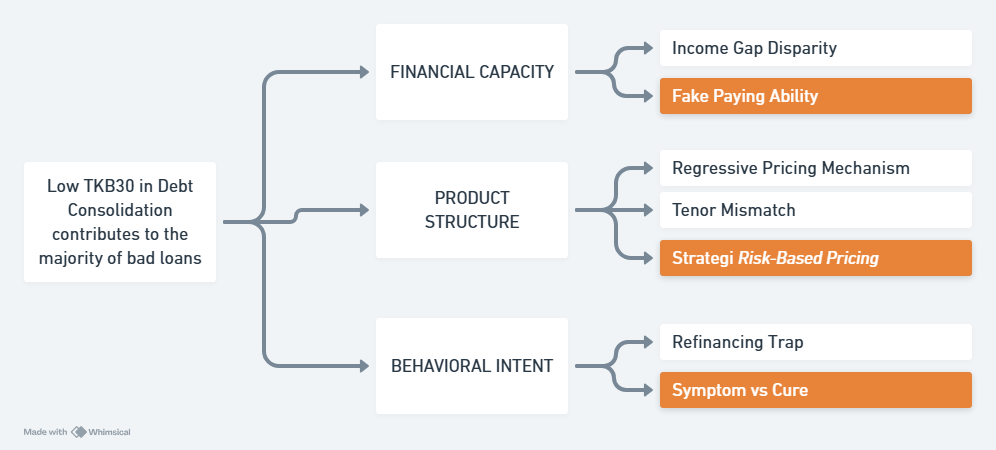 Low TKB30 in Debt
Consolidation
contributes to the
majority of bad loans
FINANCIAL CAPACITY
Income Gap Disparity
Fake Paying Ability
PRODUCT
STRUCTURE
Regressive Pricing Mechanism
Tenor Mismatch
Strategi Risk-Based Pricing
BEHAVIORAL INTENT
Refinancing Trap
Symptom vs Cure
Made with Whimsical